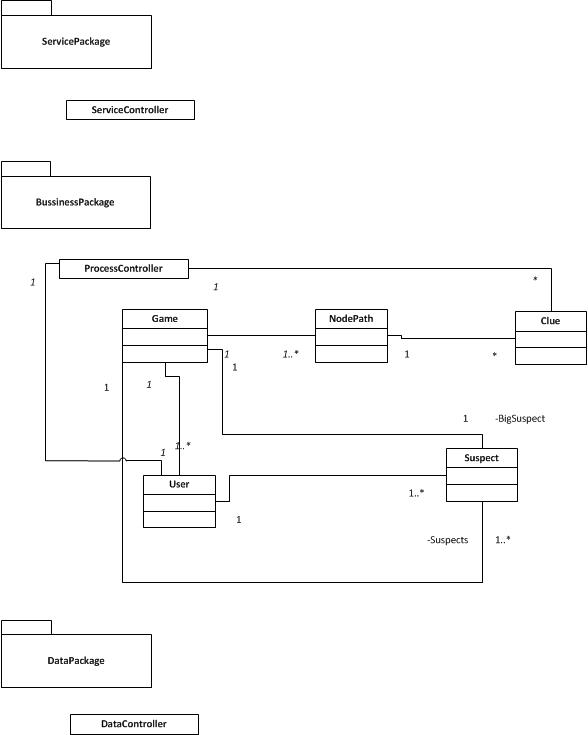 ServicePackage
ServiceController
BussinessPackage
ProcessController
1
1
*
Game
NodePath
Clue
1
1..*
1
*
1
1
1
1
-BigSuspect
1
1..*
User
Suspect
1..*
1
-Suspects
1..*
DataPackage
DataController